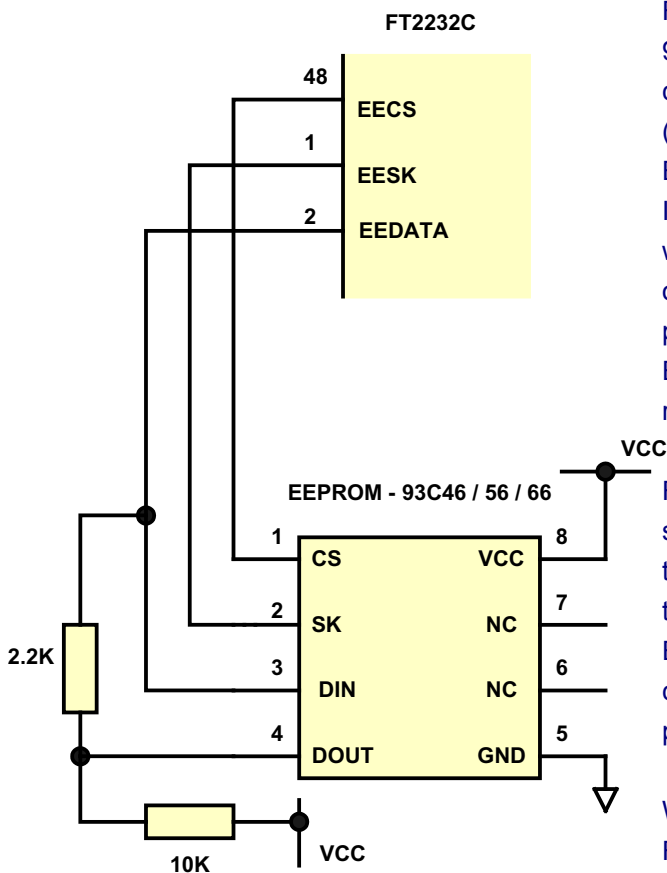 FT2232C
48
EECS
1
EESK
2
EEDATA
VCC
EEPROM - 93C46 / 56 / 66
1
CS
VCC
8
2
SK
NC
7
3
DIN
NC
6
4
DOUT
GND
5
2.2K
10K
VCC